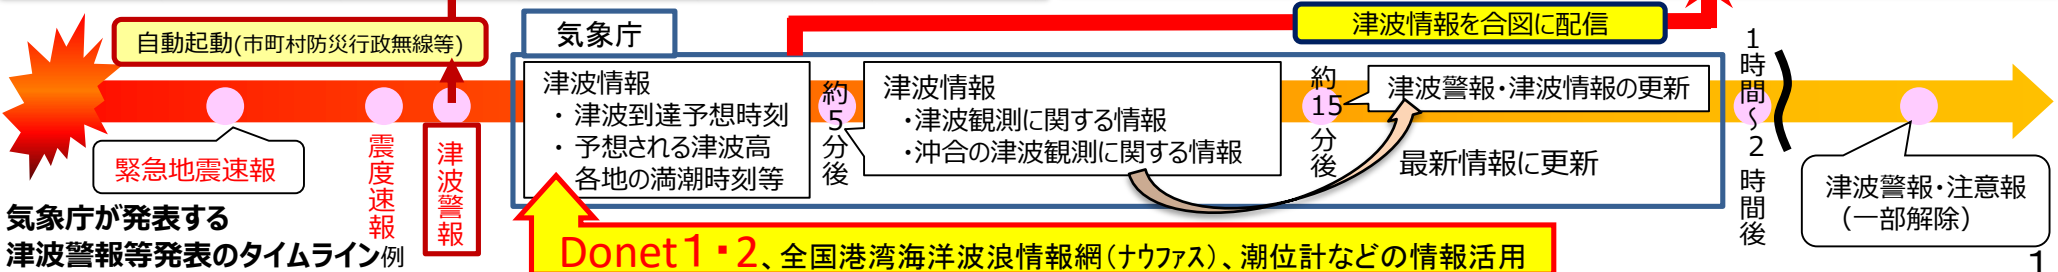 自動起動(市町村防災行政無線等)
気象庁
津波情報を合図に配信
緊急地震速報
震度速報
津波警報
津波情報
・ 津波到達予想時刻
・ 予想される津波高
・ 各地の満潮時刻等
約5分後
津波情報
・津波観測に関する情報
・沖合の津波観測に関する情報
約15分後
津波警報・津波情報の更新
最新情報に更新
1時間～2時間後
津波警報・注意報
（一部解除）
気象庁が発表する
津波警報等発表のタイムライン例
Donet1・2、全国港湾海洋波浪情報網（ナウファス）、潮位計などの情報活用
1